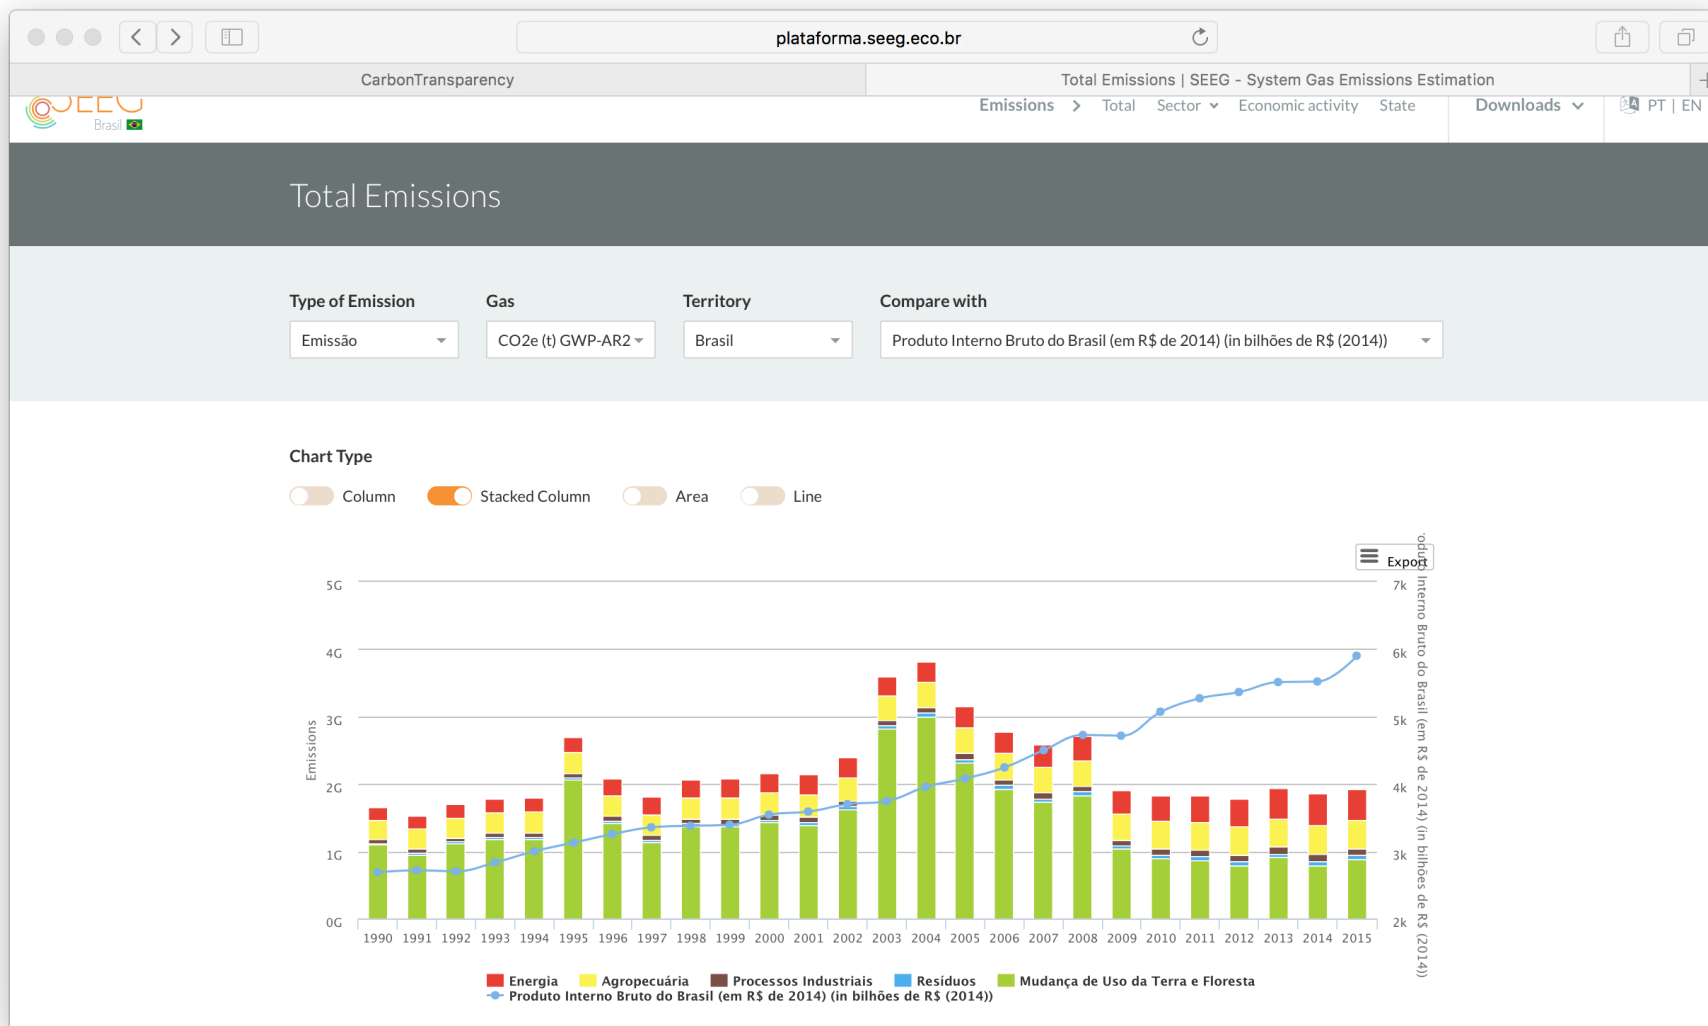 plataforma.seeg.eco.br
CarbonTransparency
Total Emissions | SEEG - System Gas Emissions Estimation
SEEG
Brasil
Emissions Total Sector Economic activity State Downloads PT | EN
Total Emissions
Type of Emission Gas Territory Compare with
Emissão CO2e (t) GWP-AR2 Brasil Produto Interno Bruto do Brasil (em R$ de 2014) (in bilhões de R$ (2014))
Chart Type
Column Stacked Column Area Line
Export
5G
4G
3G
2G
1G
0G
Emissions
7k
6k
5k
4k
3k
2k
oduto Interno Bruto do Brasil (em R$ de 2014) (in bilhões de R$ (2014))
1990 1991 1992 1993 1994 1995 1996 1997 1998 1999 2000 2001 2002 2003 2004 2005 2006 2007 2008 2009 2010 2011 2012 2013 2014 2015
Energia Agropecuária Processos Industriais Resíduos Mudança de Uso da Terra e Floresta
Produto Interno Bruto do Brasil (em R$ de 2014) (in bilhões de R$ (2014))